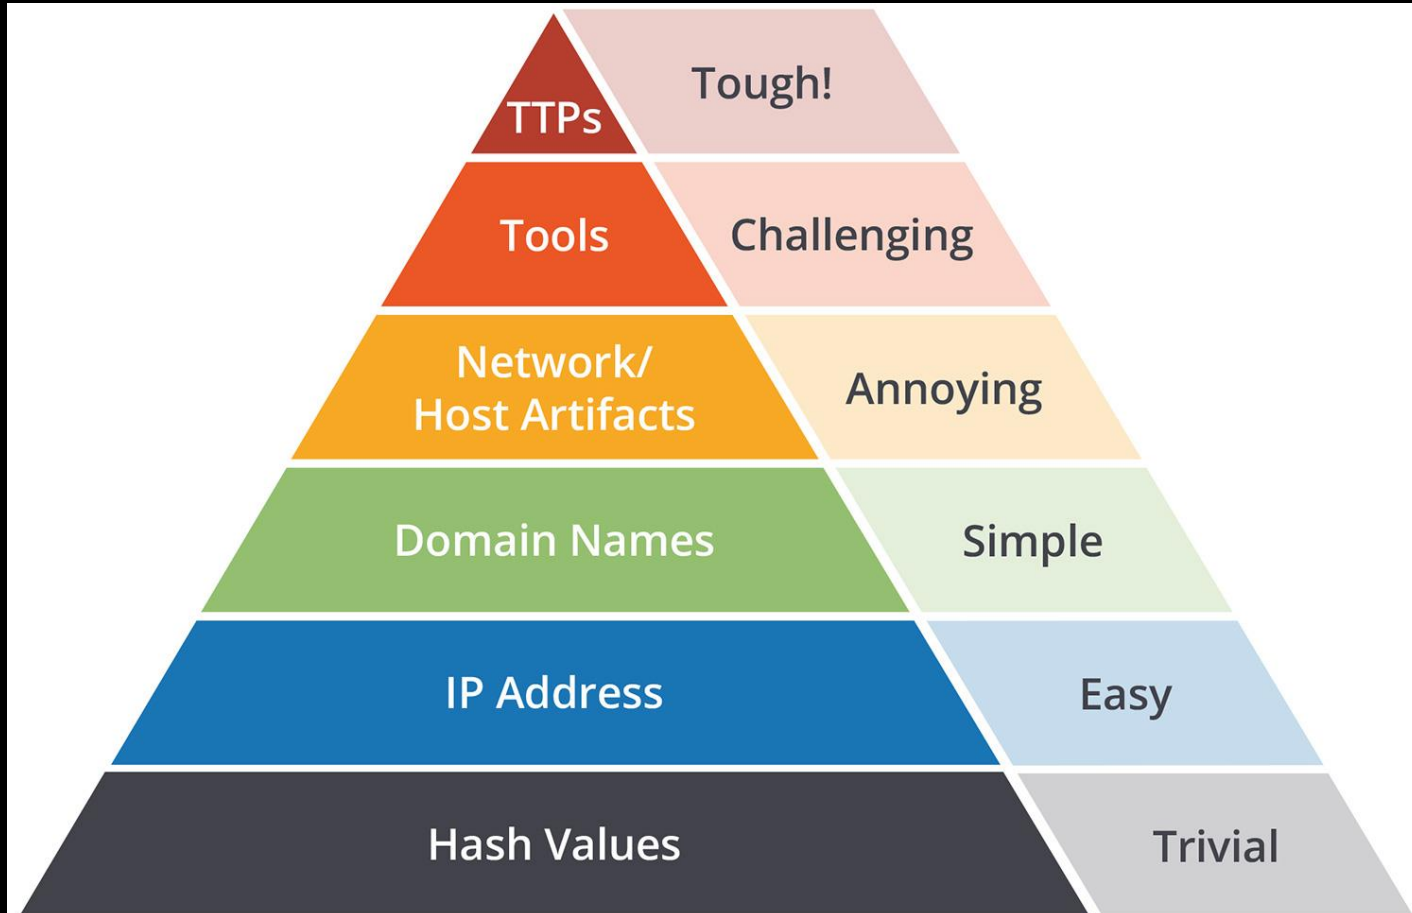 TTPs
Tough!
Tools
Challenging
Network/
Host Artifacts
Annoying
Domain Names
Simple
IP Address
Easy
Hash Values
Trivial